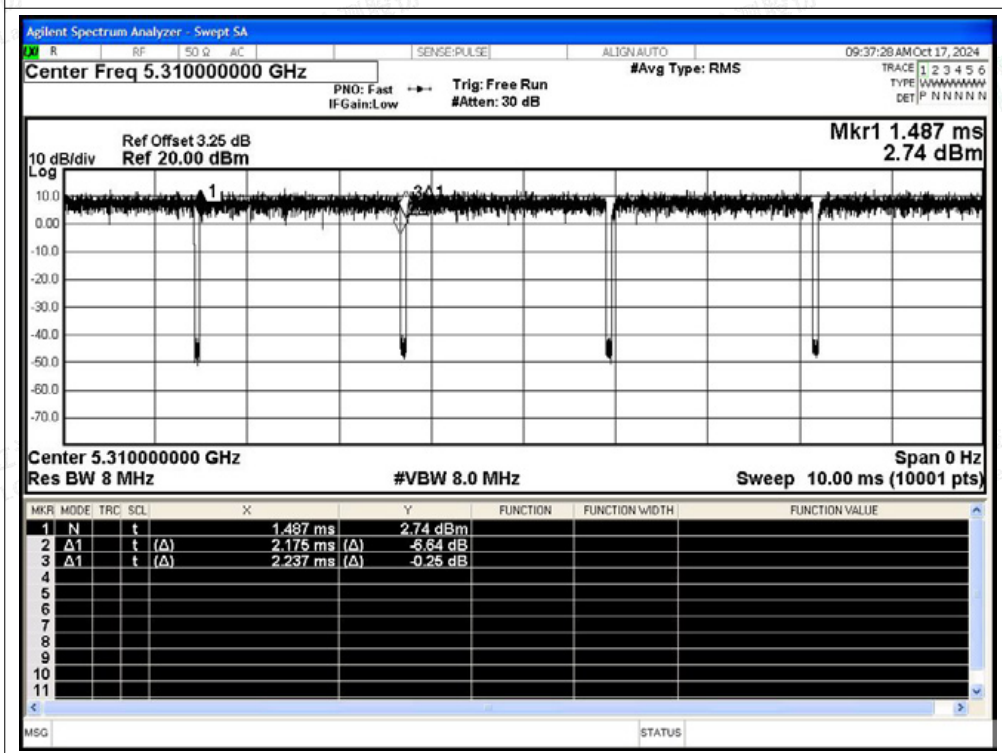 Agilent Spectrum Analyzer - Swept SA
LXI R RF 50 Ω AC SENSE:PULSE ALIGN AUTO 09:37:28 AM Oct 17, 2024
Center Freq 5.310000000 GHz #Avg Type: RMS TRACE 1 2 3 4 5 6
PNO: Fast Trig: Free Run TYPE WWWWWWW
IFGain:Low #Atten: 30 dB DET P N N N N N
Mkr1 1.487 ms
Ref Offset 3.25 dB
10 dB/div Ref 20.00 dBm 2.74 dBm
Log
1 3Δ1
10.0
0.00
-10.0
-20.0
-30.0
-40.0
-50.0
-60.0
-70.0
Center 5.310000000 GHz Span 0 Hz
Res BW 8 MHz #VBW 8.0 MHz Sweep 10.00 ms (10001 pts)
MKR MODE TRC SCL X Y FUNCTION FUNCTION WIDTH FUNCTION VALUE
1 N t 1.487 ms 2.74 dBm
2 Δ1 t (Δ) 2.175 ms (Δ) -6.64 dB
3 Δ1 t (Δ) 2.237 ms (Δ) -0.25 dB
4
5
6
7
8
9
10
11
MSG STATUS